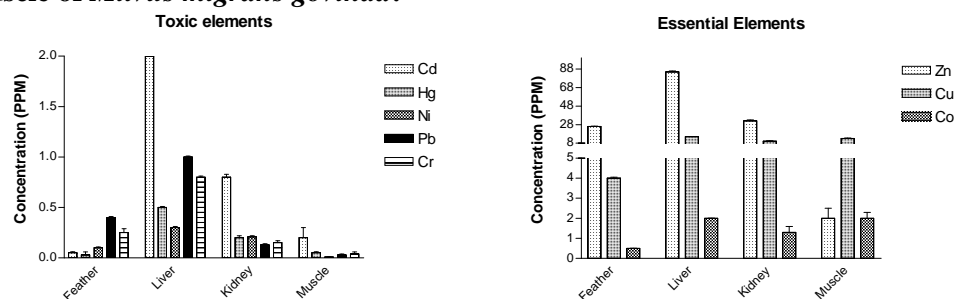 Milvus migrans govinda.
Toxic elements
Concentration (PPM)
2.0
1.5
1.0
0.5
0.0
Feather
Liver
Kidney
Muscle
Cd
Hg
Ni
Pb
Cr
Essential Elements
Concentration (PPM)
88
68
48
28
8
5
4
3
2
1
0
Feather
Liver
Kidney
Muscle
Zn
Cu
Co